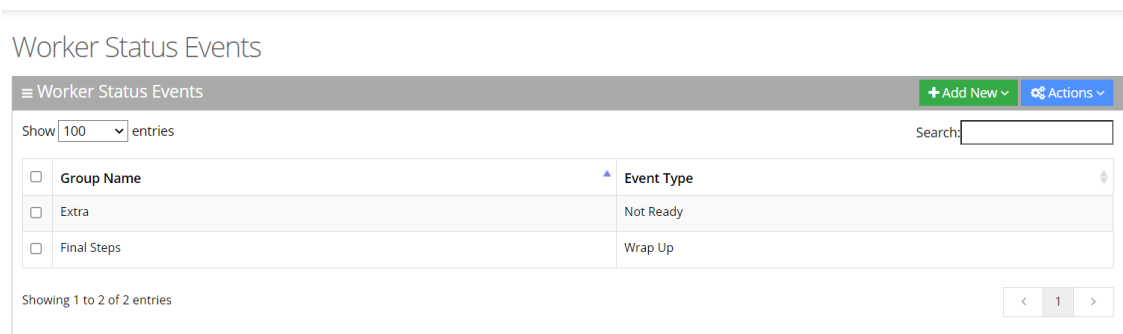 Worker Status Events
Worker Status Events
Add New
Actions
Show 100 entries
Search:
Group Name Event Type
Extra Not Ready
Final Steps Wrap Up
Showing 1 to 2 of 2 entries
< 1 >